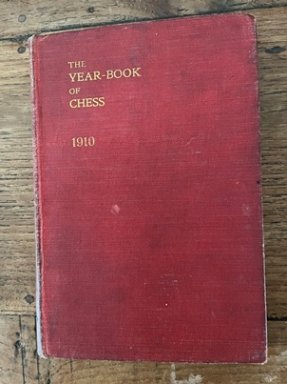 THE
YEAR-BOOK
OF
CHESS
1910